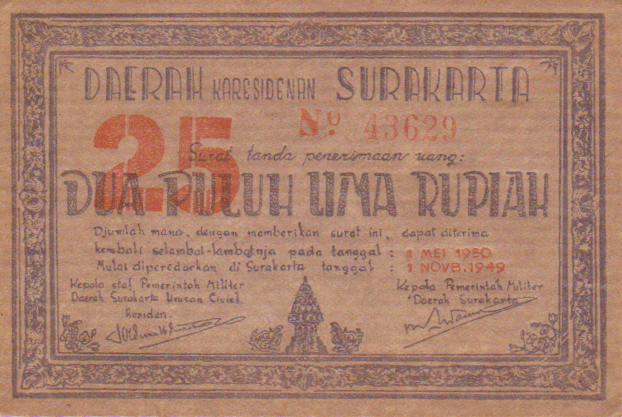 DAERAH KARESIDENAN SURAKARTA
Nº 43629
25
Surat tanda penerimaan uang:
DUA PULUH LIMA RUPIAH
Djumlah mana, dengan memberikan surat ini, dapat diterima
kembali selambat-lambatnja pada tanggal : 1 MEI 1950
Mulai diperedarkan di Surakarta tanggal : 1 NOVB. 1949
Kepala staf Pemerintah Militer
Daerah Surakarta Urusan Civiel.
Residen.
Kepala Pemerintah Militer
Daerah Surakarta